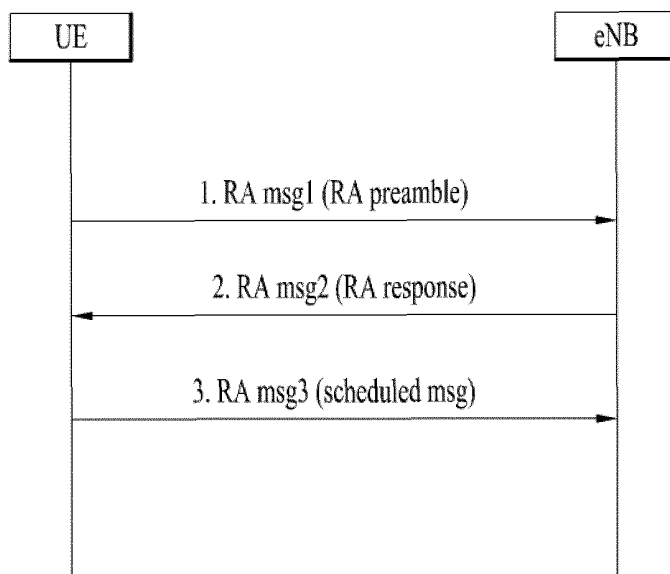 UE
eNB
1. RA msg1 (RA preamble)
2. RA msg2 (RA response)
3. RA msg3 (scheduled msg)